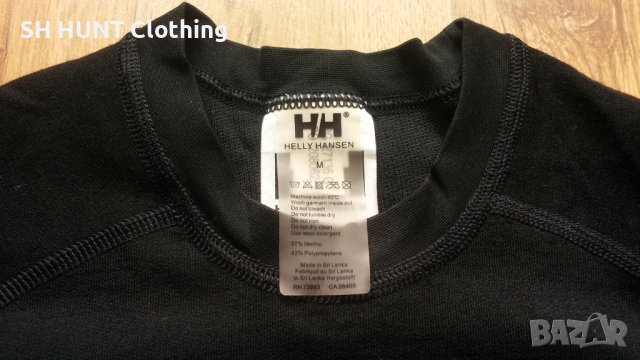 SH HUNT Clothing
H/H®
HELLY HANSEN
M
Machine wash 40°C
Wash garment inside out
Do not bleach
Do not tumble dry
Do not iron
Do not dry clean
Use wool detergent
57% Merino
43% Polypropylene
Made in Sri Lanka
Fabriqué au Sri Lanka
In Sri Lanka Hergestellt
RN 73993 CA 26405
BAZAR